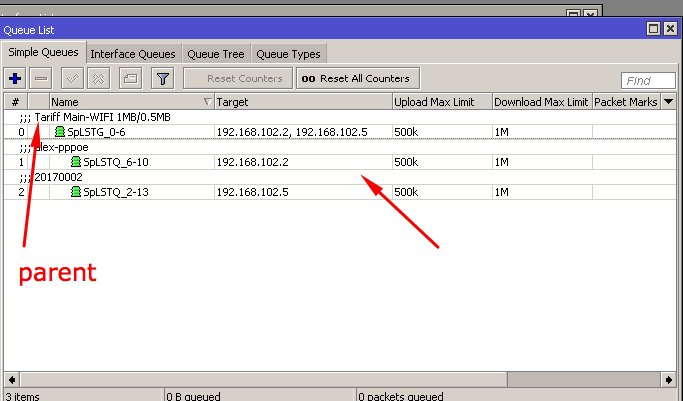 Queue List
Simple Queues Interface Queues Queue Tree Queue Types
Reset Counters 00 Reset All Counters Find
# Name Target Upload Max Limit Download Max Limit Packet Marks
;;; Tariff Main-WIFI 1MB/0.5MB
0 SpLSTG_0-6 192.168.102.2, 192.168.102.5 500k 1M
;;; alex-pppoe
1 SpLSTQ_6-10 192.168.102.2 500k 1M
;;; 20170002
2 SpLSTQ_2-13 192.168.102.5 500k 1M
parent
3 items 0 B queued 0 packets queued